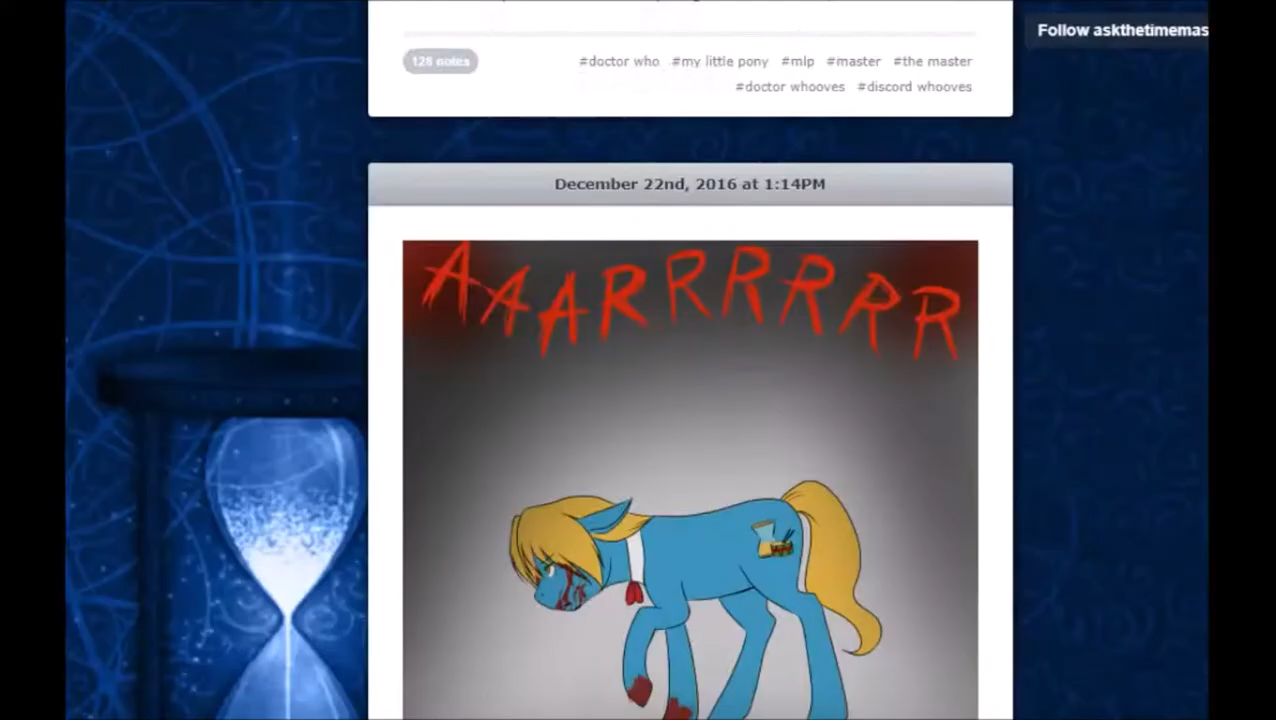 Follow askthetimemas
128 notes
#doctor who #my little pony #mlp #master #the master
#doctor whooves #discord whooves
December 22nd, 2016 at 1:14PM
AAARRRRRR